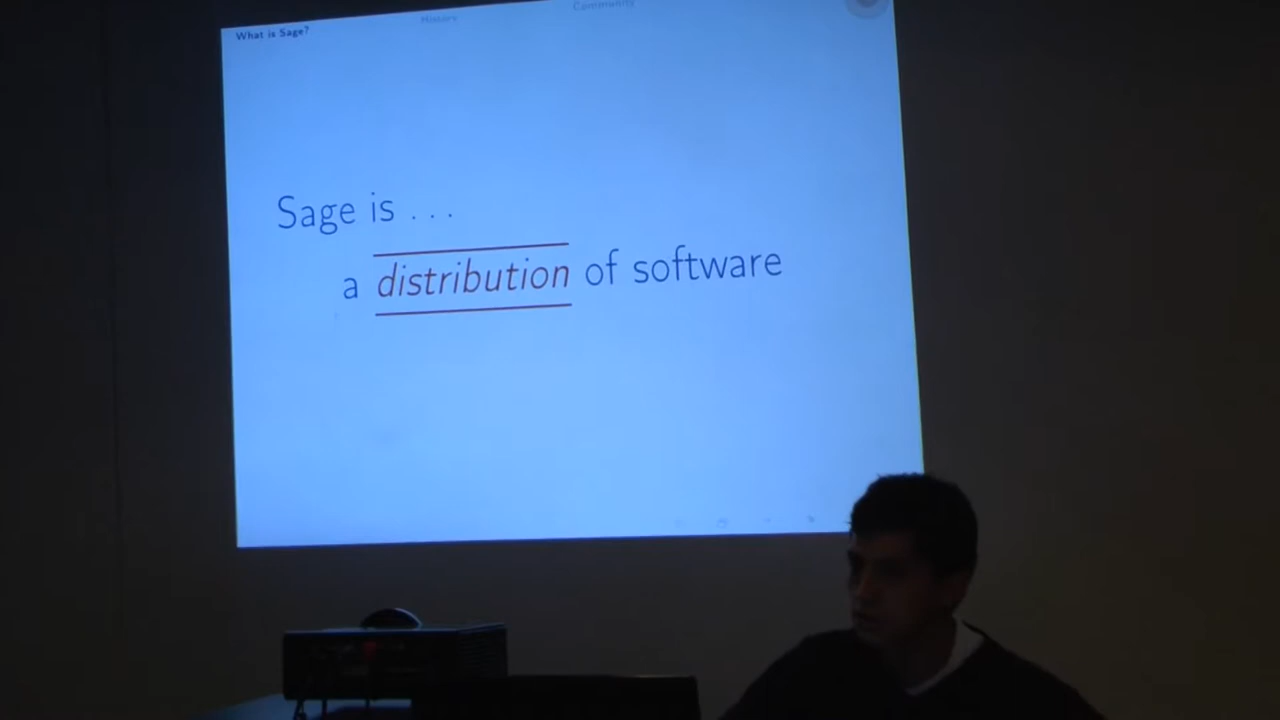 What is Sage?
History
Community
Sage is . . .
a distribution of software